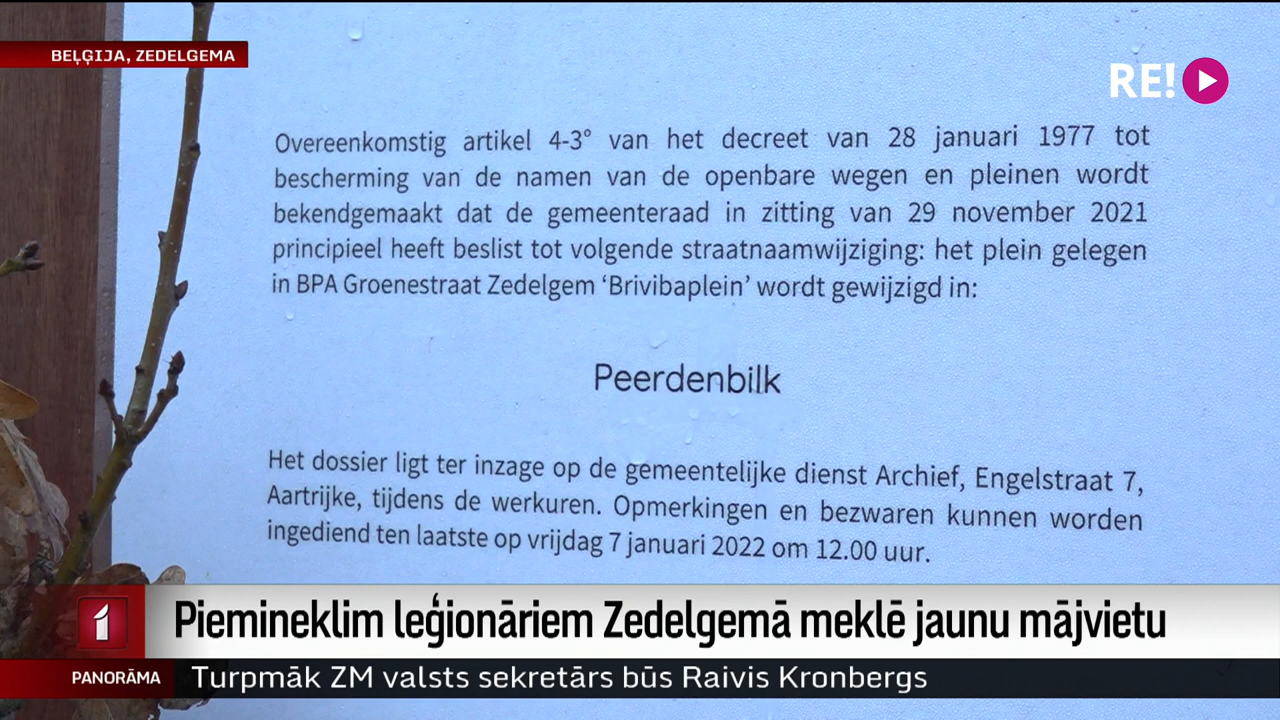 BEĻĢIJA, ZEDELGEMA
RE!
Overeenkomstig artikel 4-3° van het decreet van 28 januari 1977 tot
bescherming van de namen van de openbare wegen en pleinen wordt
bekendgemaakt dat de gemeenteraad in zitting van 29 november 2021
principieel heeft beslist tot volgende straatnaamwijziging: het plein gelegen
in BPA Groenestraat Zedelgem ‘Brivibaplein’ wordt gewijzigd in:
Peerdenbilk
Het dossier ligt ter inzage op de gemeentelijke dienst Archief, Engelstraat 7,
Aartrijke, tijdens de werkuren. Opmerkingen en bezwaren kunnen worden
ingediend ten laatste op vrijdag 7 januari 2022 om 12.00 uur.
1
Piemineklim leģionāriem Zedelgemā meklē jaunu mājvietu
PANORĀMA
Turpmāk ZM valsts sekretārs būs Raivis Kronbergs